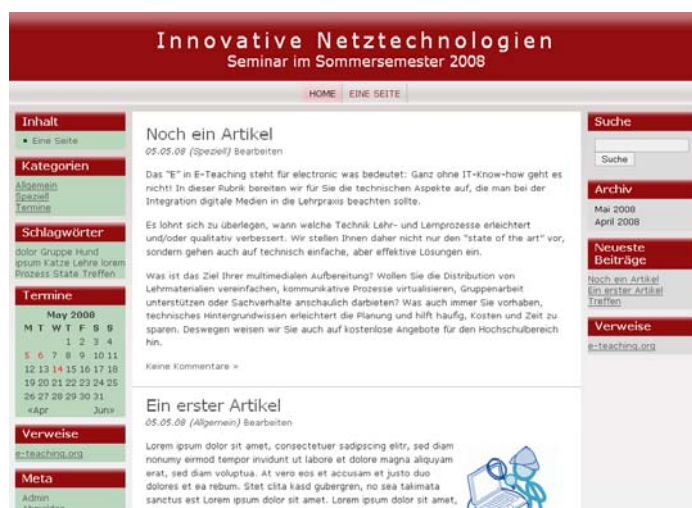 Innovative Netztechnologien
Seminar im Sommersemester 2008
HOME EINE SEITE
Inhalt
Eine Seite
Kategorien
Allgemein
Speziell
Termine
Schlagwörter
dolor Gruppe Hund
ipsum Katze Lehre lorem
Prozess State Treffen
Termine
May 2008
M T W T F S S
1 2 3 4
5 6 7 8 9 10 11
12 13 14 15 16 17 18
19 20 21 22 23 24 25
26 27 28 29 30 31
«Apr Jun»
Verweise
e-teaching.org
Meta
Admin
Abmelden
Noch ein Artikel
05.05.08 (Speziell) Bearbeiten
Das "E" in E-Teaching steht für electronic was bedeutet: Ganz ohne IT-Know-how geht es
nicht! In dieser Rubrik bereiten wir für Sie die technischen Aspekte auf, die man bei der
Integration digitale Medien in die Lehrpraxis beachten sollte.
Es lohnt sich zu überlegen, wann welche Technik Lehr- und Lernprozesse erleichtert
und/oder qualitativ verbessert. Wir stellen Ihnen daher nicht nur den "state of the art" vor,
sondern gehen auch auf technisch einfache, aber effektive Lösungen ein.
Was ist das Ziel Ihrer multimedialen Aufbereitung? Wollen Sie die Distribution von
Lehrmaterialien vereinfachen, kommunikative Prozesse virtualisieren, Gruppenarbeit
unterstützen oder Sachverhalte anschaulich darbieten? Was auch immer Sie vorhaben,
technisches Hintergrundwissen erleichtert die Planung und hilft häufig, Kosten und Zeit zu
sparen. Deswegen weisen wir Sie auch auf kostenlose Angebote für den Hochschulbereich
hin.
Keine Kommentare »
Ein erster Artikel
05.05.08 (Allgemein) Bearbeiten
Lorem ipsum dolor sit amet, consectetuer sadipscing elitr, sed diam
nonumy eirmod tempor invidunt ut labore et dolore magna aliquyam
erat, sed diam voluptua. At vero eos et accusam et justo duo
dolores et ea rebum. Stet clita kasd gubergren, no sea takimata
sanctus est Lorem ipsum dolor sit amet. Lorem ipsum dolor sit amet,
Suche
Suche
Archiv
Mai 2008
April 2008
Neueste
Beiträge
Noch ein Artikel
Ein erster Artikel
Treffen
Verweise
e-teaching.org